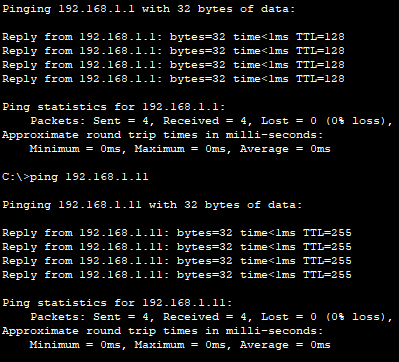 Pinging 192.168.1.1 with 32 bytes of data:
Reply from 192.168.1.1: bytes=32 time<1ms TTL=128
Reply from 192.168.1.1: bytes=32 time<1ms TTL=128
Reply from 192.168.1.1: bytes=32 time<1ms TTL=128
Reply from 192.168.1.1: bytes=32 time<1ms TTL=128
Ping statistics for 192.168.1.1:
Packets: Sent = 4, Received = 4, Lost = 0 (0% loss),
Approximate round trip times in milli-seconds:
Minimum = 0ms, Maximum = 0ms, Average = 0ms
C:\>ping 192.168.1.11
Pinging 192.168.1.11 with 32 bytes of data:
Reply from 192.168.1.11: bytes=32 time<1ms TTL=255
Reply from 192.168.1.11: bytes=32 time<1ms TTL=255
Reply from 192.168.1.11: bytes=32 time<1ms TTL=255
Reply from 192.168.1.11: bytes=32 time<1ms TTL=255
Ping statistics for 192.168.1.11:
Packets: Sent = 4, Received = 4, Lost = 0 (0% loss),
Approximate round trip times in milli-seconds:
Minimum = 0ms, Maximum = 0ms, Average = 0ms